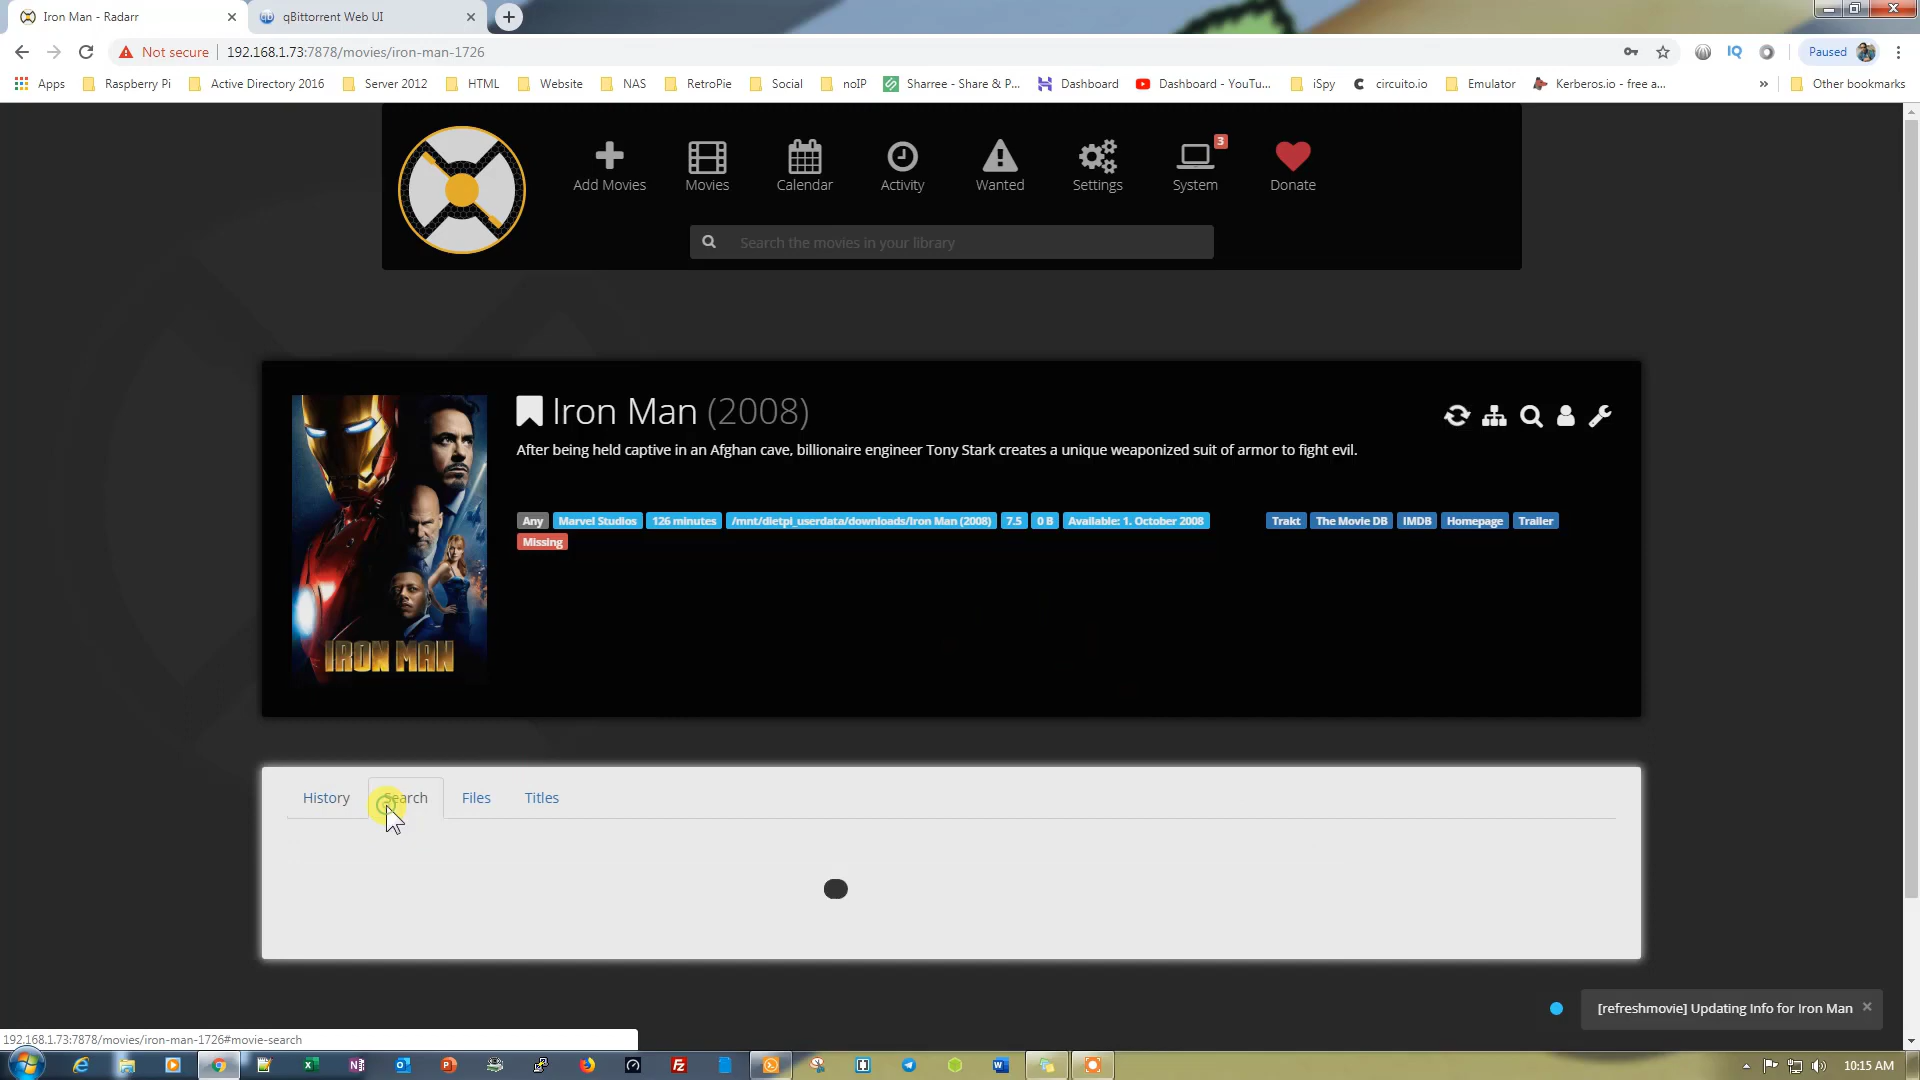 Iron Man - Radarr
qBittorrent Web UI
Not secure
192.168.1.73:7878/movies/iron-man-1726
IQ
Paused
Apps
Raspberry Pi
Active Directory 2016
Server 2012
HTML
Website
NAS
RetroPie
Social
noIP
Sharree - Share & P...
Dashboard
Dashboard - YouTu...
iSpy
circuito.io
Emulator
Kerberos.io - free a...
»
Other bookmarks
3
Add Movies
Movies
Calendar
Activity
Wanted
Settings
System
Donate
Search the movies in your library
IRON MAN
Iron Man (2008)
After being held captive in an Afghan cave, billionaire engineer Tony Stark creates a unique weaponized suit of armor to fight evil.
Any Marvel Studios 126 minutes /mnt/dietpi_userdata/downloads/Iron Man (2008) 7.5 0 B Available: 1. October 2008
Missing
Trakt The Movie DB IMDB Homepage Trailer
History
Search
Files
Titles
[refreshmovie] Updating Info for Iron Man
192.168.1.73:7878/movies/iron-man-1726#movie-search
10:15 AM